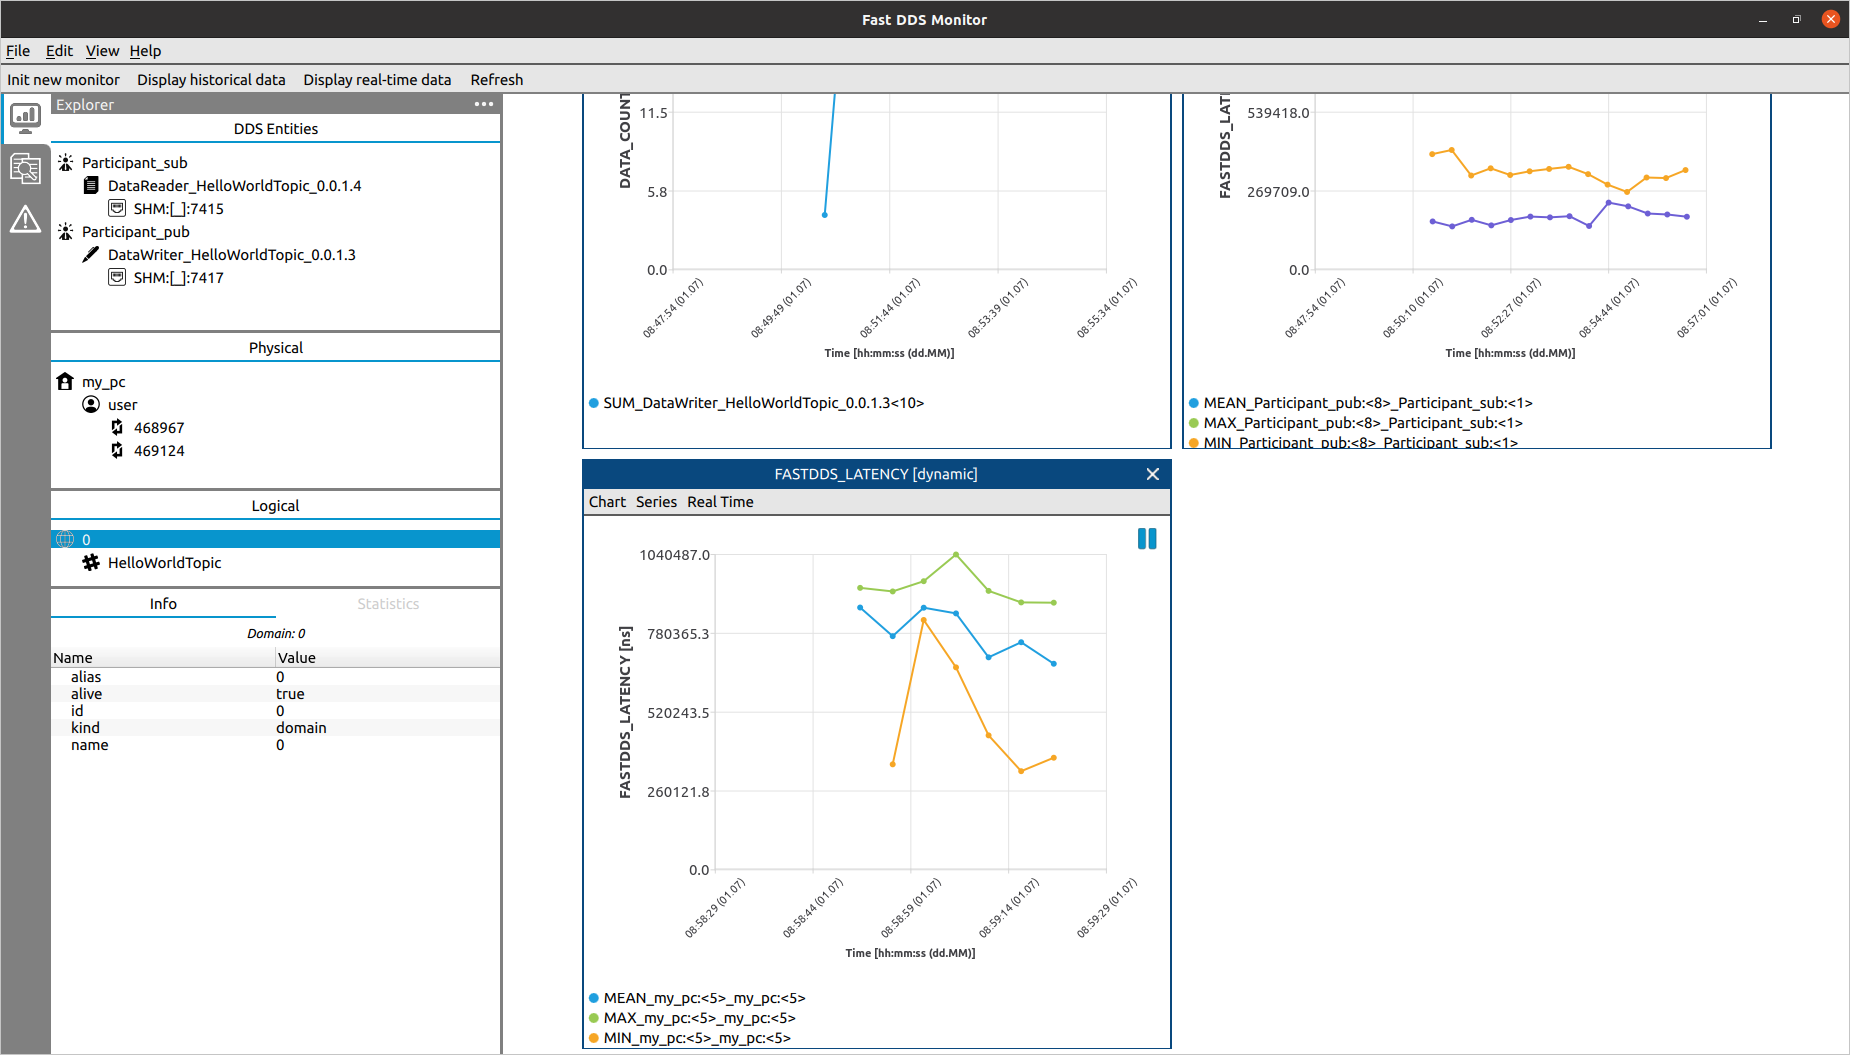 Fast DDS Monitor
File Edit View Help
Init new monitor Display historical data Display real-time data Refresh
Explorer
DDS Entities
Participant_sub
DataReader_HelloWorldTopic_0.0.1.4
SHM:[_]:7415
Participant_pub
DataWriter_HelloWorldTopic_0.0.1.3
SHM:[_]:7417
Physical
my_pc
user
468967
469124
Logical
0
HelloWorldTopic
Info Statistics
Domain: 0
Name Value
alias 0
alive true
id 0
kind domain
name 0
DATA_COUNT
11.5
5.8
0.0
08:47:54 (01.07) 08:49:49 (01.07) 08:51:44 (01.07) 08:53:39 (01.07) 08:55:34 (01.07)
Time [hh:mm:ss (dd.MM)]
SUM_DataWriter_HelloWorldTopic_0.0.1.3<10>
FASTDDS_LAT
539418.0
269709.0
0.0
08:47:54 (01.07) 08:50:10 (01.07) 08:52:27 (01.07) 08:54:44 (01.07) 08:57:01 (01.07)
Time [hh:mm:ss (dd.MM)]
MEAN_Participant_pub:<8>_Participant_sub:<1>
MAX_Participant_pub:<8>_Participant_sub:<1>
MIN_Participant_pub:<8>_Participant_sub:<1>
FASTDDS_LATENCY [dynamic]
Chart Series Real Time
FASTDDS_LATENCY [ns]
1040487.0
780365.3
520243.5
260121.8
0.0
08:58:29 (01.07) 08:58:44 (01.07) 08:58:59 (01.07) 08:59:14 (01.07) 08:59:29 (01.07)
Time [hh:mm:ss (dd.MM)]
MEAN_my_pc:<5>_my_pc:<5>
MAX_my_pc:<5>_my_pc:<5>
MIN_my_pc:<5>_my_pc:<5>